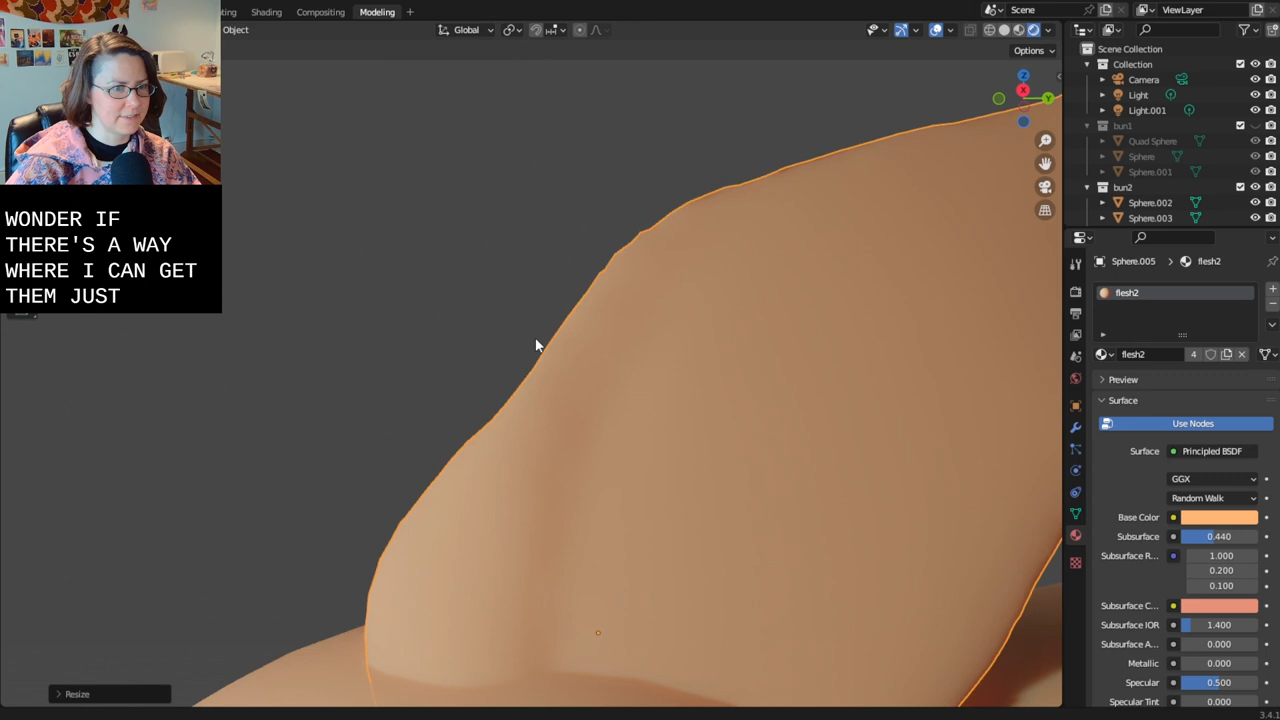 ting Shading Compositing Modeling +
Scene
ViewLayer
Object
Global
Options
Z
X
Y
Scene Collection
Collection
Camera
Light
Light.001
bun1
Quad Sphere
Sphere
Sphere.001
bun2
Sphere.002
Sphere.003
WONDER IF
THERE'S A WAY
WHERE I CAN GET
THEM JUST
Sphere.005 > flesh2
flesh2
flesh2 4
Preview
Surface
Use Nodes
Surface Principled BSDF
GGX
Random Walk
Base Color
Subsurface 0.440
Subsurface R... 1.000
0.200
0.100
Subsurface C...
Subsurface IOR 1.400
Subsurface A... 0.000
Metallic 0.000
Specular 0.500
Specular Tint 0.000
> Resize
3.4.1